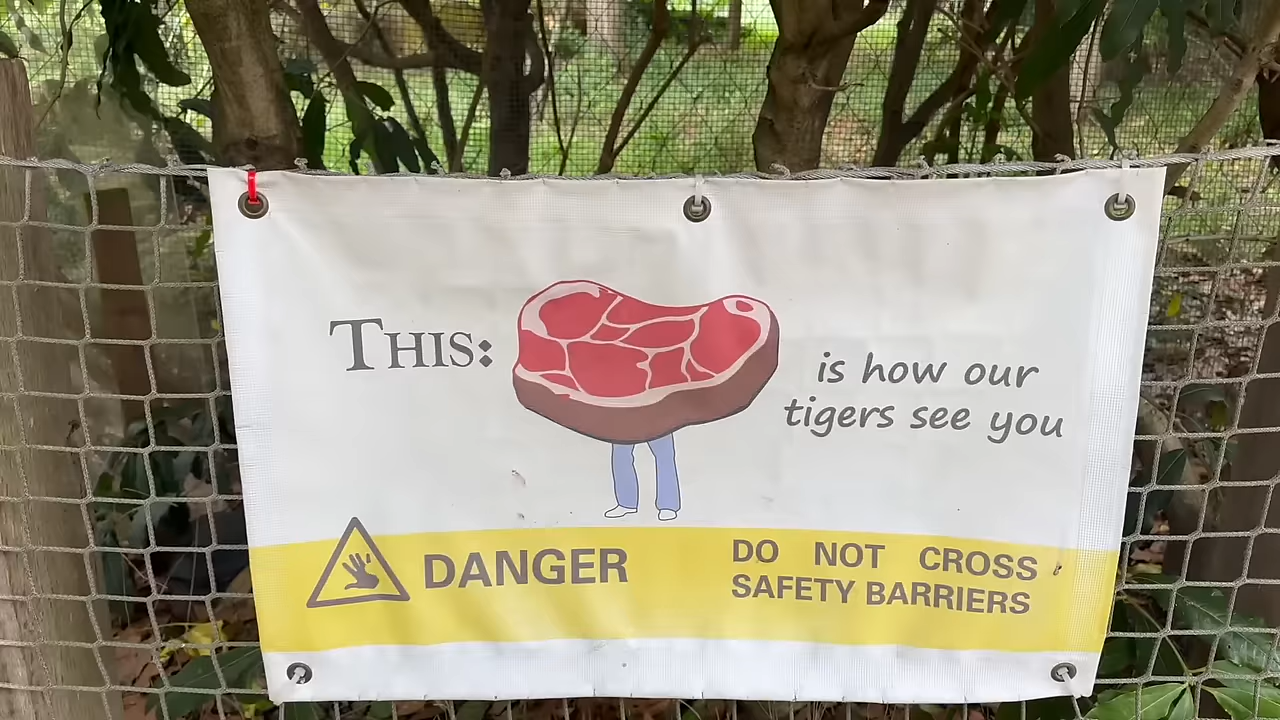 THIS:
is how our
tigers see you
DANGER
DO NOT CROSS
SAFETY BARRIERS